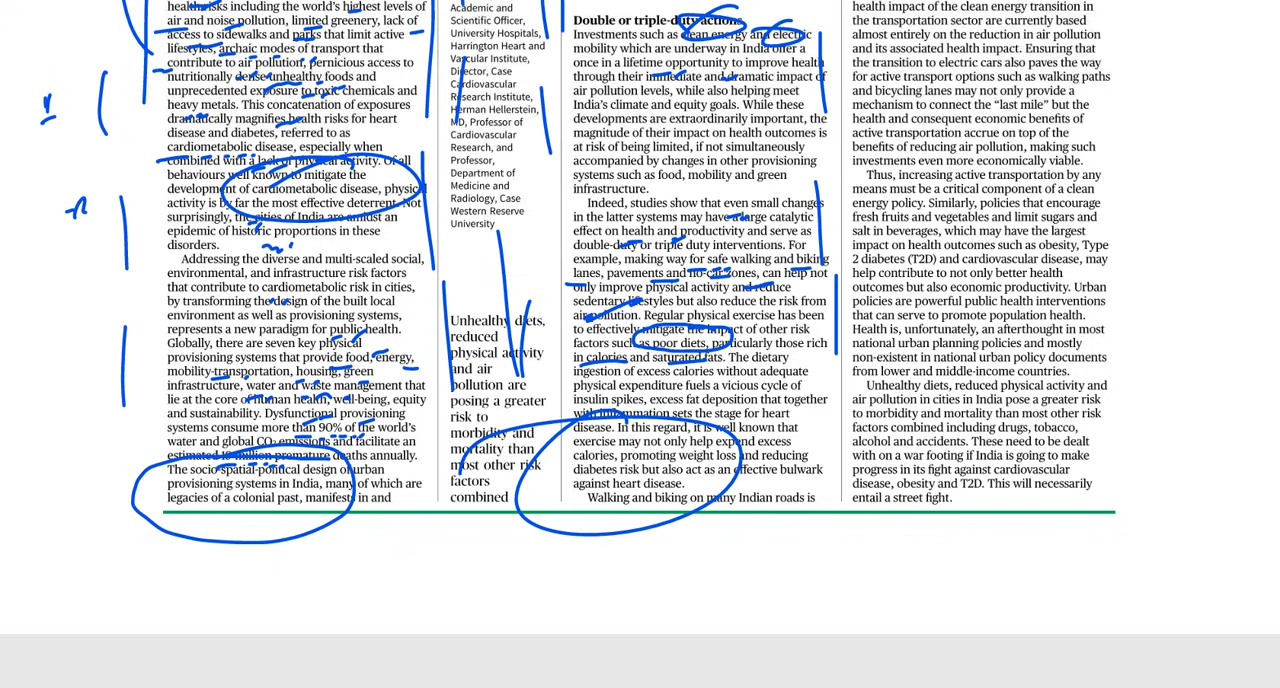 health risks including the world's highest levels of
air and noise pollution, limited greenery, lack of
access to sidewalks and parks that limit active
lifestyles, archaic modes of transport that
contribute to air pollution, pernicious access to
nutritionally dense unhealthy foods and
unprecedented exposure to toxic chemicals and
heavy metals. This concatenation of exposures
dramatically magnifies health risks for heart
disease and diabetes, referred to as
cardiometabolic disease, especially when
combined with a lack of physical activity. Of all
behaviours well known to mitigate the
development of cardiometabolic disease, physical
activity is by far the most effective deterrent. Not
surprisingly, the cities of India are amidst an
epidemic of historic proportions in these
disorders.
Addressing the diverse and multi-scaled social,
environmental, and infrastructure risk factors
that contribute to cardiometabolic risk in cities,
by transforming the design of the built local
environment as well as provisioning systems,
represents a new paradigm for public health.
Globally, there are seven key physical
provisioning systems that provide food, energy,
mobility-transportation, housing, green
infrastructure, water and waste management that
lie at the core of human health, well-being, equity
and sustainability. Dysfunctional provisioning
systems consume more than 90% of the world's
water and global CO₂ emissions and facilitate an
estimated million premature deaths annually.
The socio-spatial-political design of urban
provisioning systems in India, many of which are
legacies of a colonial past, manifests in and
Academic and
Scientific Officer,
University Hospitals,
Harrington Heart and
Vascular Institute,
Director, Case
Cardiovascular
Research Institute,
Herman Hellerstein,
MD, Professor of
Cardiovascular
Research, and
Professor,
Department of
Medicine and
Radiology, Case
Western Reserve
University
Unhealthy diets,
reduced
physical activity
and air
pollution are
posing a greater
risk to
morbidity and
mortality than
most other risk
factors
combined
Double or triple-duty actions
Investments such as clean energy and electric
mobility which are underway in India offer a
once in a lifetime opportunity to improve health
through their immediate and dramatic impact of
air pollution levels, while also helping meet
India's climate and equity goals. While these
developments are extraordinarily important, the
magnitude of their impact on health outcomes is
at risk of being limited, if not simultaneously
accompanied by changes in other provisioning
systems such as food, mobility and green
infrastructure.
Indeed, studies show that even small changes
in the latter systems may have a large catalytic
effect on health and productivity and serve as
double-duty or triple duty interventions. For
example, making way for safe walking and biking
lanes, pavements and no-car zones, can help not
only improve physical activity and reduce
sedentary lifestyles but also reduce the risk from
air pollution. Regular physical exercise has been
to effectively mitigate the impact of other risk
factors such as poor diets, particularly those rich
in calories and saturated fats. The dietary
ingestion of excess calories without adequate
physical expenditure fuels a vicious cycle of
insulin spikes, excess fat deposition that together
with inflammation sets the stage for heart
disease. In this regard, it is well known that
exercise may not only help expend excess
calories, promoting weight loss and reducing
diabetes risk but also act as an effective bulwark
against heart disease.
Walking and biking on many Indian roads is
health impact of the clean energy transition in
the transportation sector are currently based
almost entirely on the reduction in air pollution
and its associated health impact. Ensuring that
the transition to electric cars also paves the way
for active transport options such as walking paths
and bicycling lanes may not only provide a
mechanism to connect the “last mile” but the
health and consequent economic benefits of
active transportation accrue on top of the
benefits of reducing air pollution, making such
investments even more economically viable.
Thus, increasing active transportation by any
means must be a critical component of a clean
energy policy. Similarly, policies that encourage
fresh fruits and vegetables and limit sugars and
salt in beverages, which may have the largest
impact on health outcomes such as obesity, Type
2 diabetes (T2D) and cardiovascular disease, may
help contribute to not only better health
outcomes but also economic productivity. Urban
policies are powerful public health interventions
that can serve to promote population health.
Health is, unfortunately, an afterthought in most
national urban planning policies and mostly
non-existent in national urban policy documents
from lower and middle-income countries.
Unhealthy diets, reduced physical activity and
air pollution in cities in India pose a greater risk
to morbidity and mortality than most other risk
factors combined including drugs, tobacco,
alcohol and accidents. These need to be dealt
with on a war footing if India is going to make
progress in its fight against cardiovascular
disease, obesity and T2D. This will necessarily
entail a street fight.